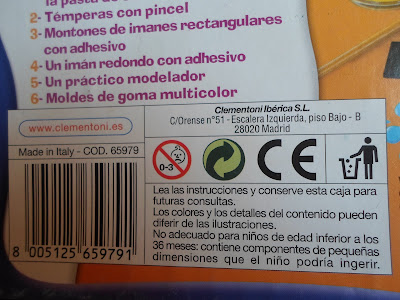 la pasta de
2- Témperas con pincel
3- Montones de imanes rectangulares
con adhesivo
4- Un imán redondo con adhesivo
5- Un práctico modelador
6- Moldes de goma multicolor
www.clementoni.es
Made in Italy - COD. 65979
8 005125 659791
Clementoni Ibérica S.L.
C/Orense n°51 - Escalera Izquierda, piso Bajo - B
28020 Madrid
0-3
CE
Lea las instrucciones y conserve esta caja para
futuras consultas.
Los colores y los detalles del contenido pueden
diferir de las ilustraciones.
No adecuado para niños de edad inferior a los
36 meses: contiene componentes de pequeñas
dimensiones que el niño podría ingerir.